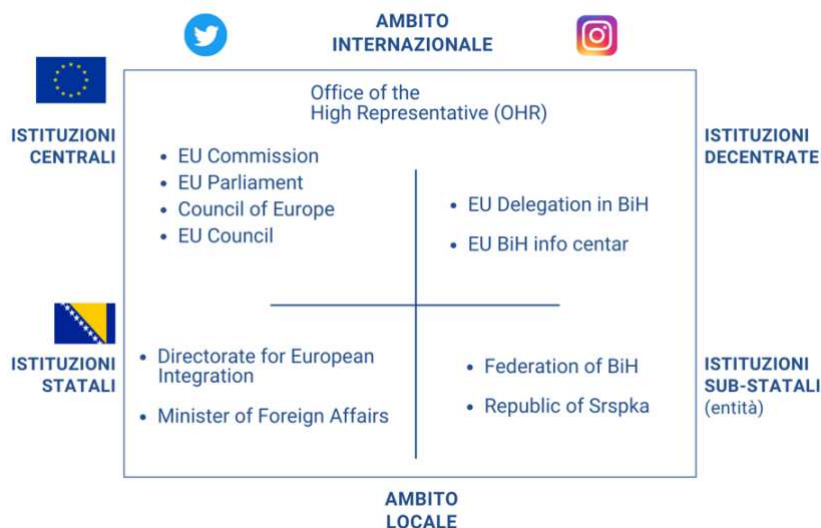 AMBITO
INTERNAZIONALE
Office of the
High Representative (OHR)
ISTITUZIONI
CENTRALI
• EU Commission
• EU Parliament
• Council of Europe
• EU Council
ISTITUZIONI
DECENTRATE
• EU Delegation in BiH
• EU BiH info centar
ISTITUZIONI
STATALI
• Directorate for European
Integration
• Minister of Foreign Affairs
• Federation of BiH
• Republic of Srspka
ISTITUZIONI
SUB-STATALI
(entità)
AMBITO
LOCALE